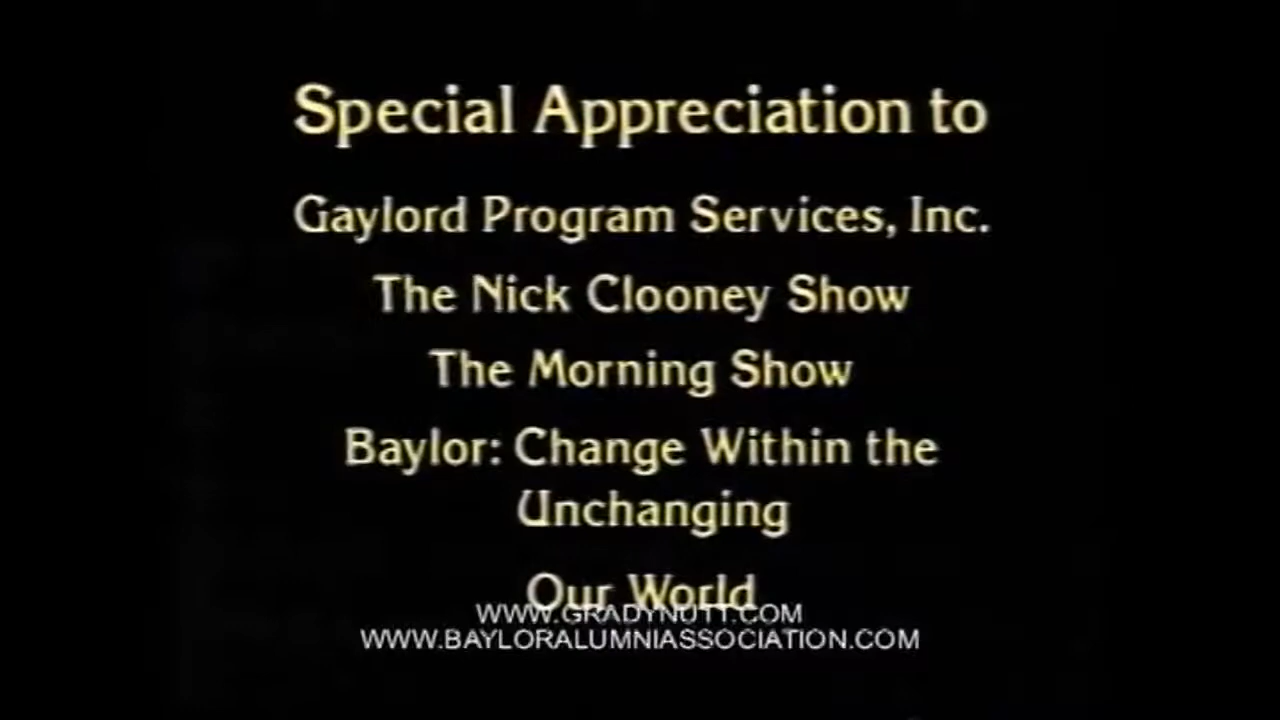 Special Appreciation to
Gaylord Program Services, Inc.
The Nick Clooney Show
The Morning Show
Baylor: Change Within the
Unchanging
Our World
WWW.GRADYNUTT.COM
WWW.BAYLORALUMNIASSOCIATION.COM